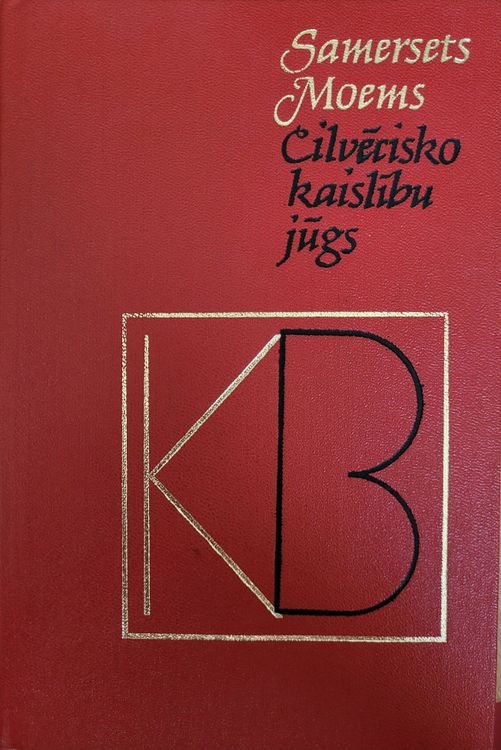 Samersets
Moems
Cilvēcisko
kaislību
jūgs
KB